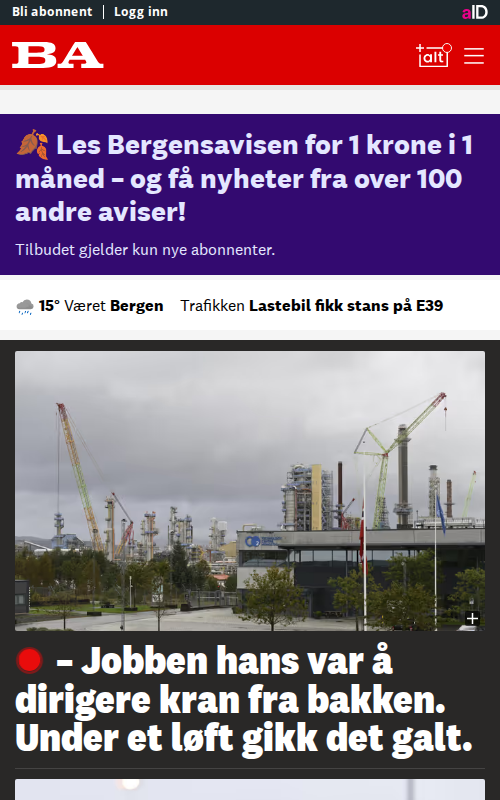 Bli abonnent | Logg inn
aID
BA
+alt
Les Bergensavisen for 1 krone i 1
måned – og få nyheter fra over 100
andre aviser!
Tilbudet gjelder kun nye abonnenter.
15° Været Bergen Trafikken Lastebil fikk stans på E39
– Jobben hans var å
dirigere kran fra bakken.
Under et løft gikk det galt.